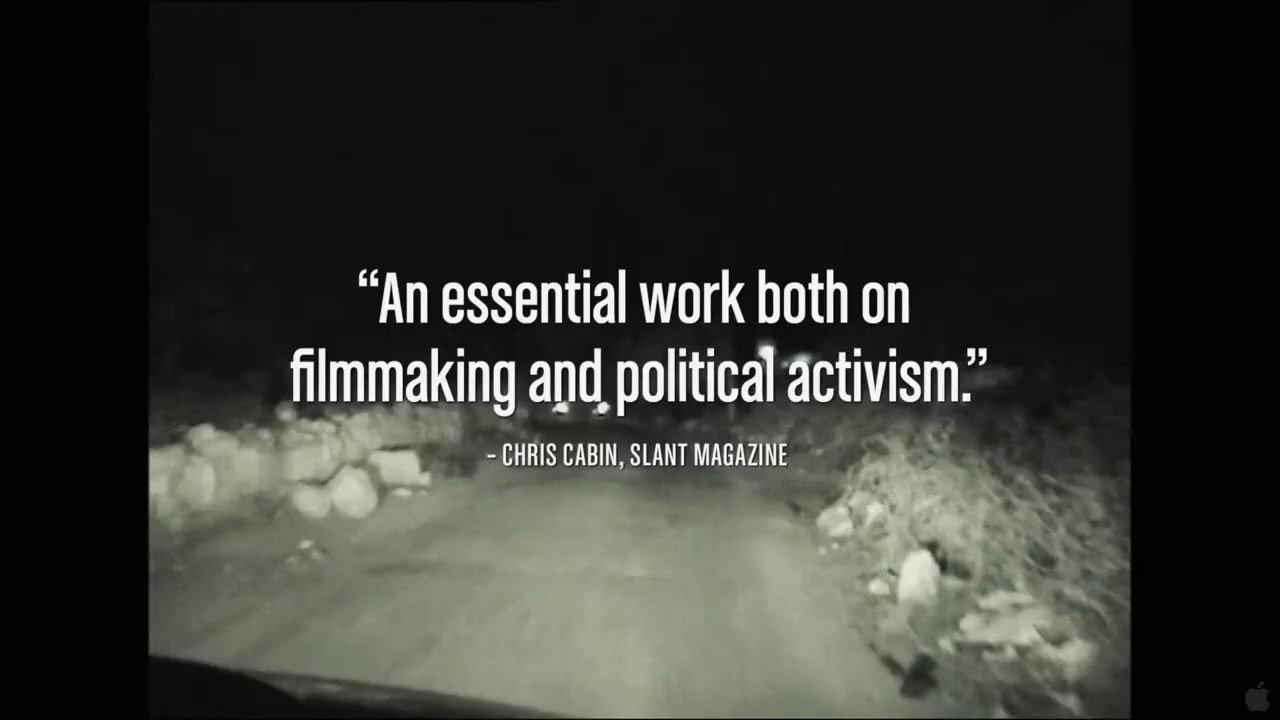 “An essential work both on
filmmaking and political activism.”
– CHRIS CABIN, SLANT MAGAZINE